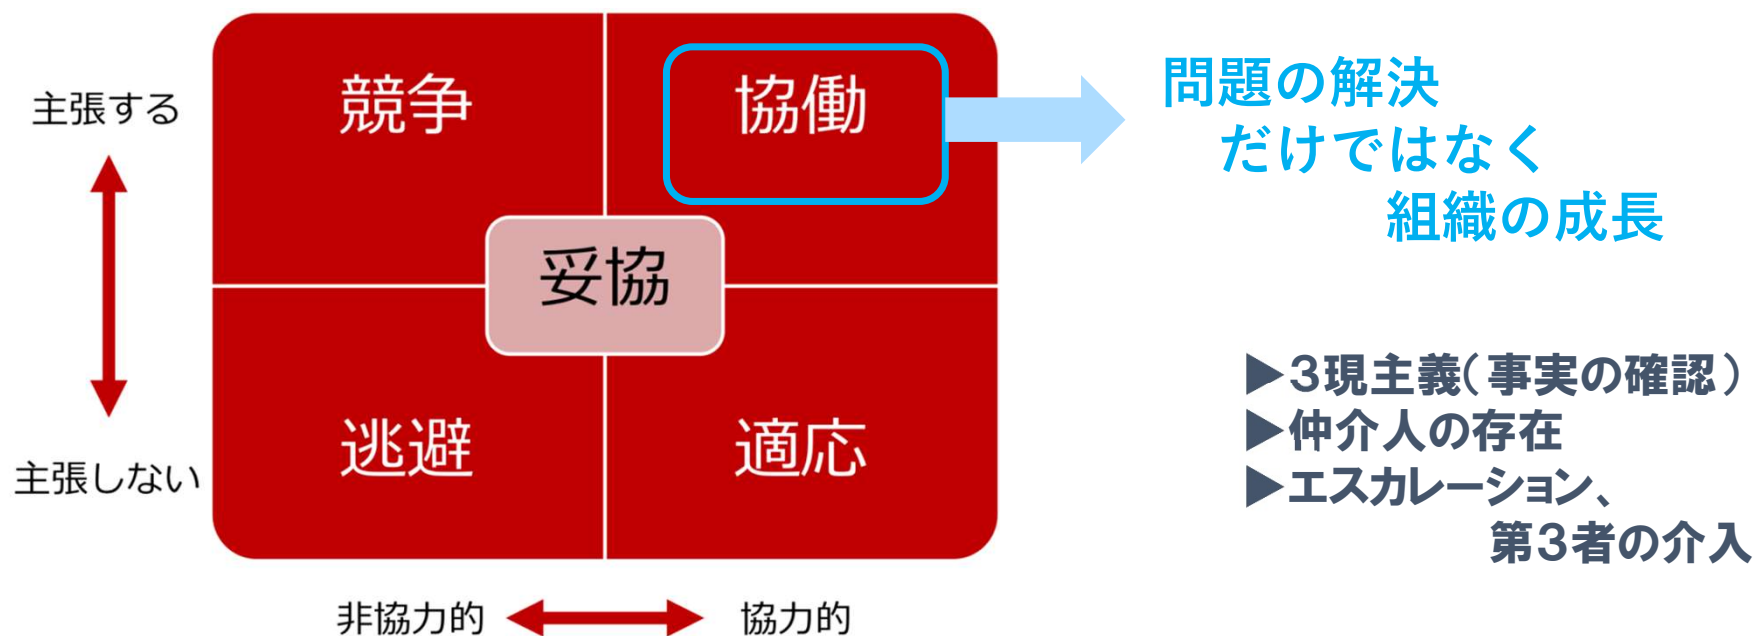 主張する
競争
協働
問題の解決
だけではなく
組織の成長
妥協
主張しない
逃避
適応
▶3現主義(事実の確認)
▶仲介人の存在
▶エスカレーション、
第3者の介入
非協力的
協力的